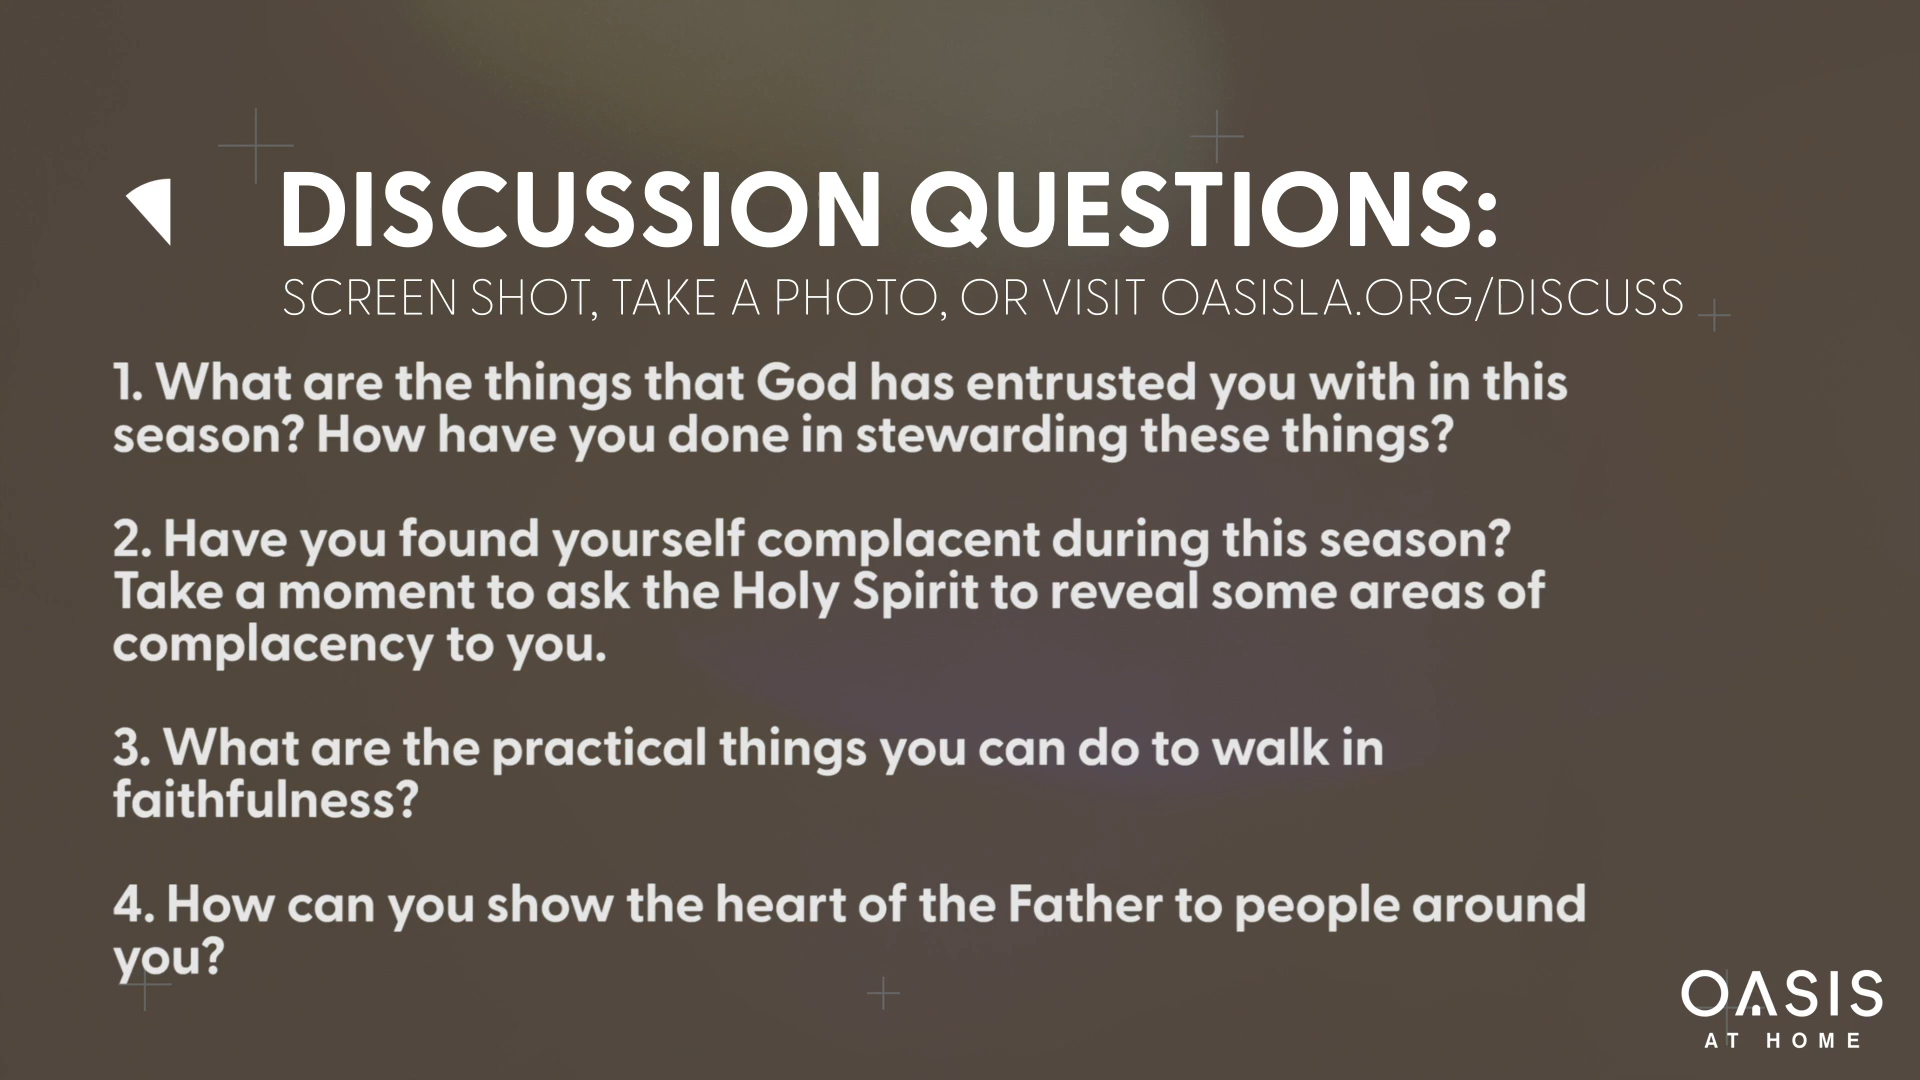 DISCUSSION QUESTIONS:
SCREEN SHOT, TAKE A PHOTO, OR VISIT OASISLA.ORG/DISCUSS
1. What are the things that God has entrusted you with in this
season? How have you done in stewarding these things?
2. Have you found yourself complacent during this season?
Take a moment to ask the Holy Spirit to reveal some areas of
complacency to you.
3. What are the practical things you can do to walk in
faithfulness?
4. How can you show the heart of the Father to people around
you?
OASIS
AT HOME